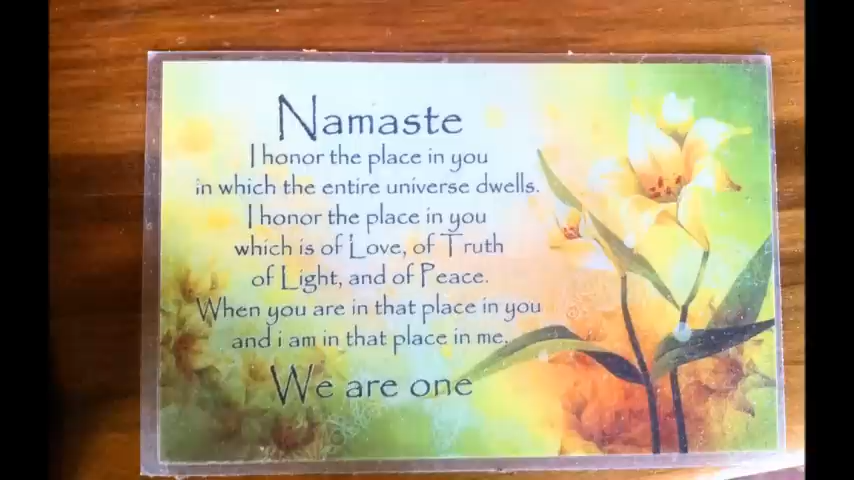 Namaste
I honor the place in you
in which the entire universe dwells.
I honor the place in you
which is of Love, of Truth
of Light, and of Peace.
When you are in that place in you
and i am in that place in me,
We are one